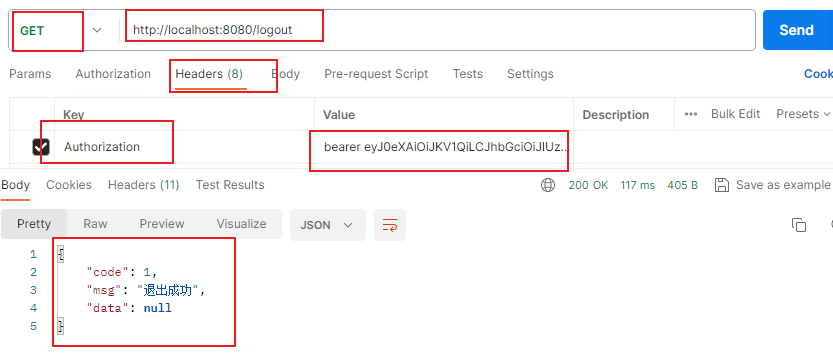 GET http://localhost:8080/logout Send
Params Authorization Headers (8) Body Pre-request Script Tests Settings
Key Value Description Bulk Edit Presets
Authorization bearer eyJ0eXAiOiJKV1QiLCJhbGciOiJIUz...
Body Cookies Headers (11) Test Results 200 OK 117 ms 405 B Save as example
Pretty Raw Preview Visualize JSON
1 {
2 "code": 1,
3 "msg": "退出成功",
4 "data": null
5 }